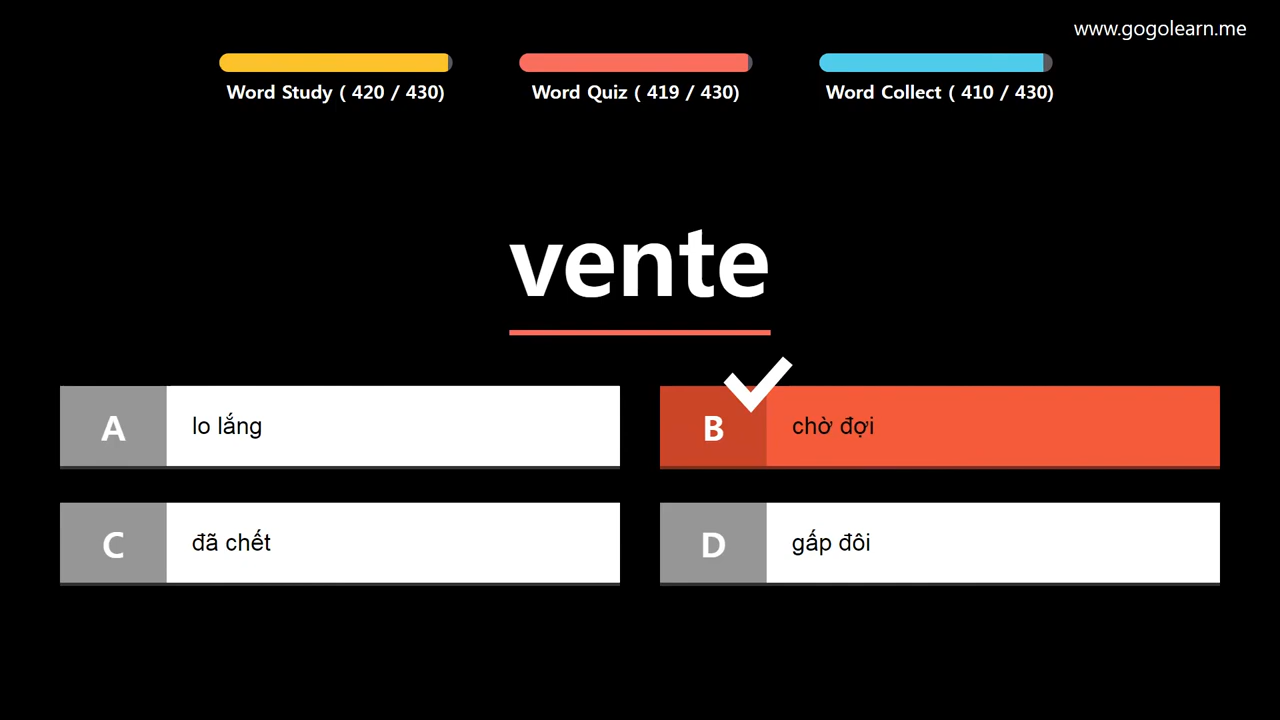 www.gogolearn.me
Word Study ( 420 / 430)
Word Quiz ( 419 / 430)
Word Collect ( 410 / 430)
vente
A lo lắng
B chờ đợi
C đã chết
D gấp đôi